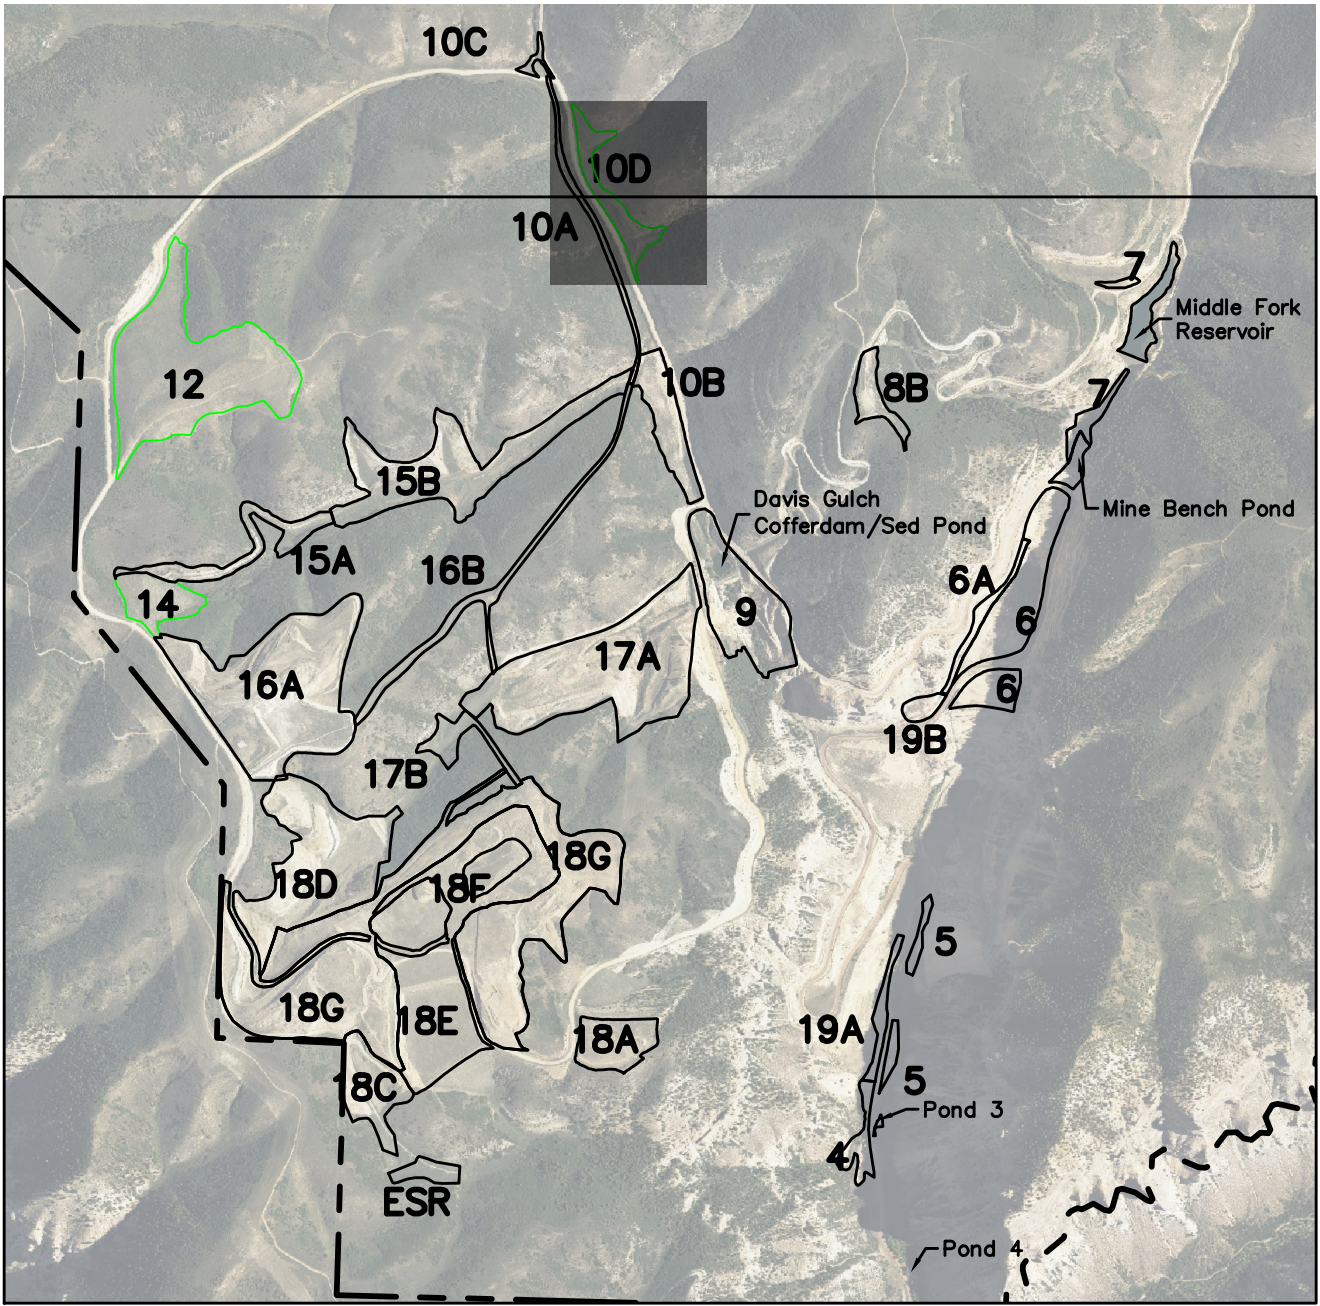 10C
10D
10A
7
Middle Fork
Reservoir
12
10B
8B
7
15B
Davis Gulch
Cofferdam/Sed Pond
Mine Bench Pond
15A
16B
6A
14
9
6
17A
16A
6
19B
17B
18G
18D
18F
5
18G
18E
19A
18A
18C
5
Pond 3
4
ESR
Pond 4